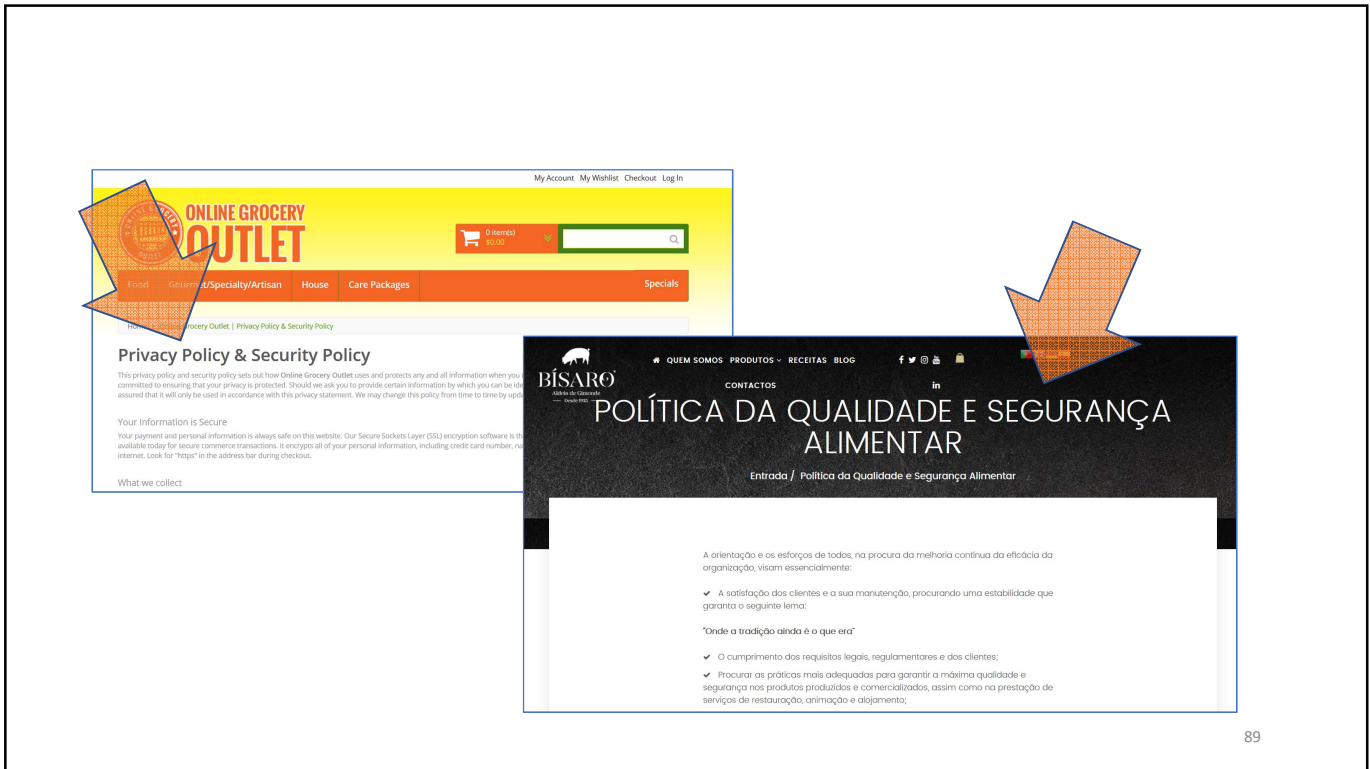 My Account My Wishlist Checkout Log In
ONLINE GROCERY
OUTLET
0 item(s)
$0.00
Food Gourmet/Specialty/Artisan House Care Packages Specials
Grocery Outlet | Privacy Policy & Security Policy
Privacy Policy & Security Policy
This privacy policy and security policy sets out how Online Grocery Outlet uses and protects any and all information when you
committed to ensuring that your privacy is protected. Should we ask you to provide certain information by which you can be ide
assured that it will only be used in accordance with this privacy statement. We may change this policy from time to time by upda
Your Information is Secure
Your payment and personal information is always safe on this website. Our Secure Sockets Layer (SSL) encryption software is th
available today for secure commerce transactions. It encrypts all of your personal information, including credit card number, na
internet. Look for "https" in the address bar during checkout.
What we collect
BÍSARO
Aldeia de Gimonde
Desde 1935
QUEM SOMOS PRODUTOS RECEITAS BLOG
CONTACTOS
POLÍTICA DA QUALIDADE E SEGURANÇA
ALIMENTAR
Entrada / Política da Qualidade e Segurança Alimentar
A orientação e os esforços de todos, na procura da melhoria contínua da eficácia da
organização, visam essencialmente:
✔ A satisfação dos clientes e a sua manutenção, procurando uma estabilidade que
garanta o seguinte lema:
"Onde a tradição ainda é o que era"
✔ O cumprimento dos requisitos legais, regulamentares e dos clientes;
✔ Procurar as práticas mais adequadas para garantir a máxima qualidade e
segurança nos produtos produzidos e comercializados, assim como na prestação de
serviços de restauração, animação e alojamento;
89